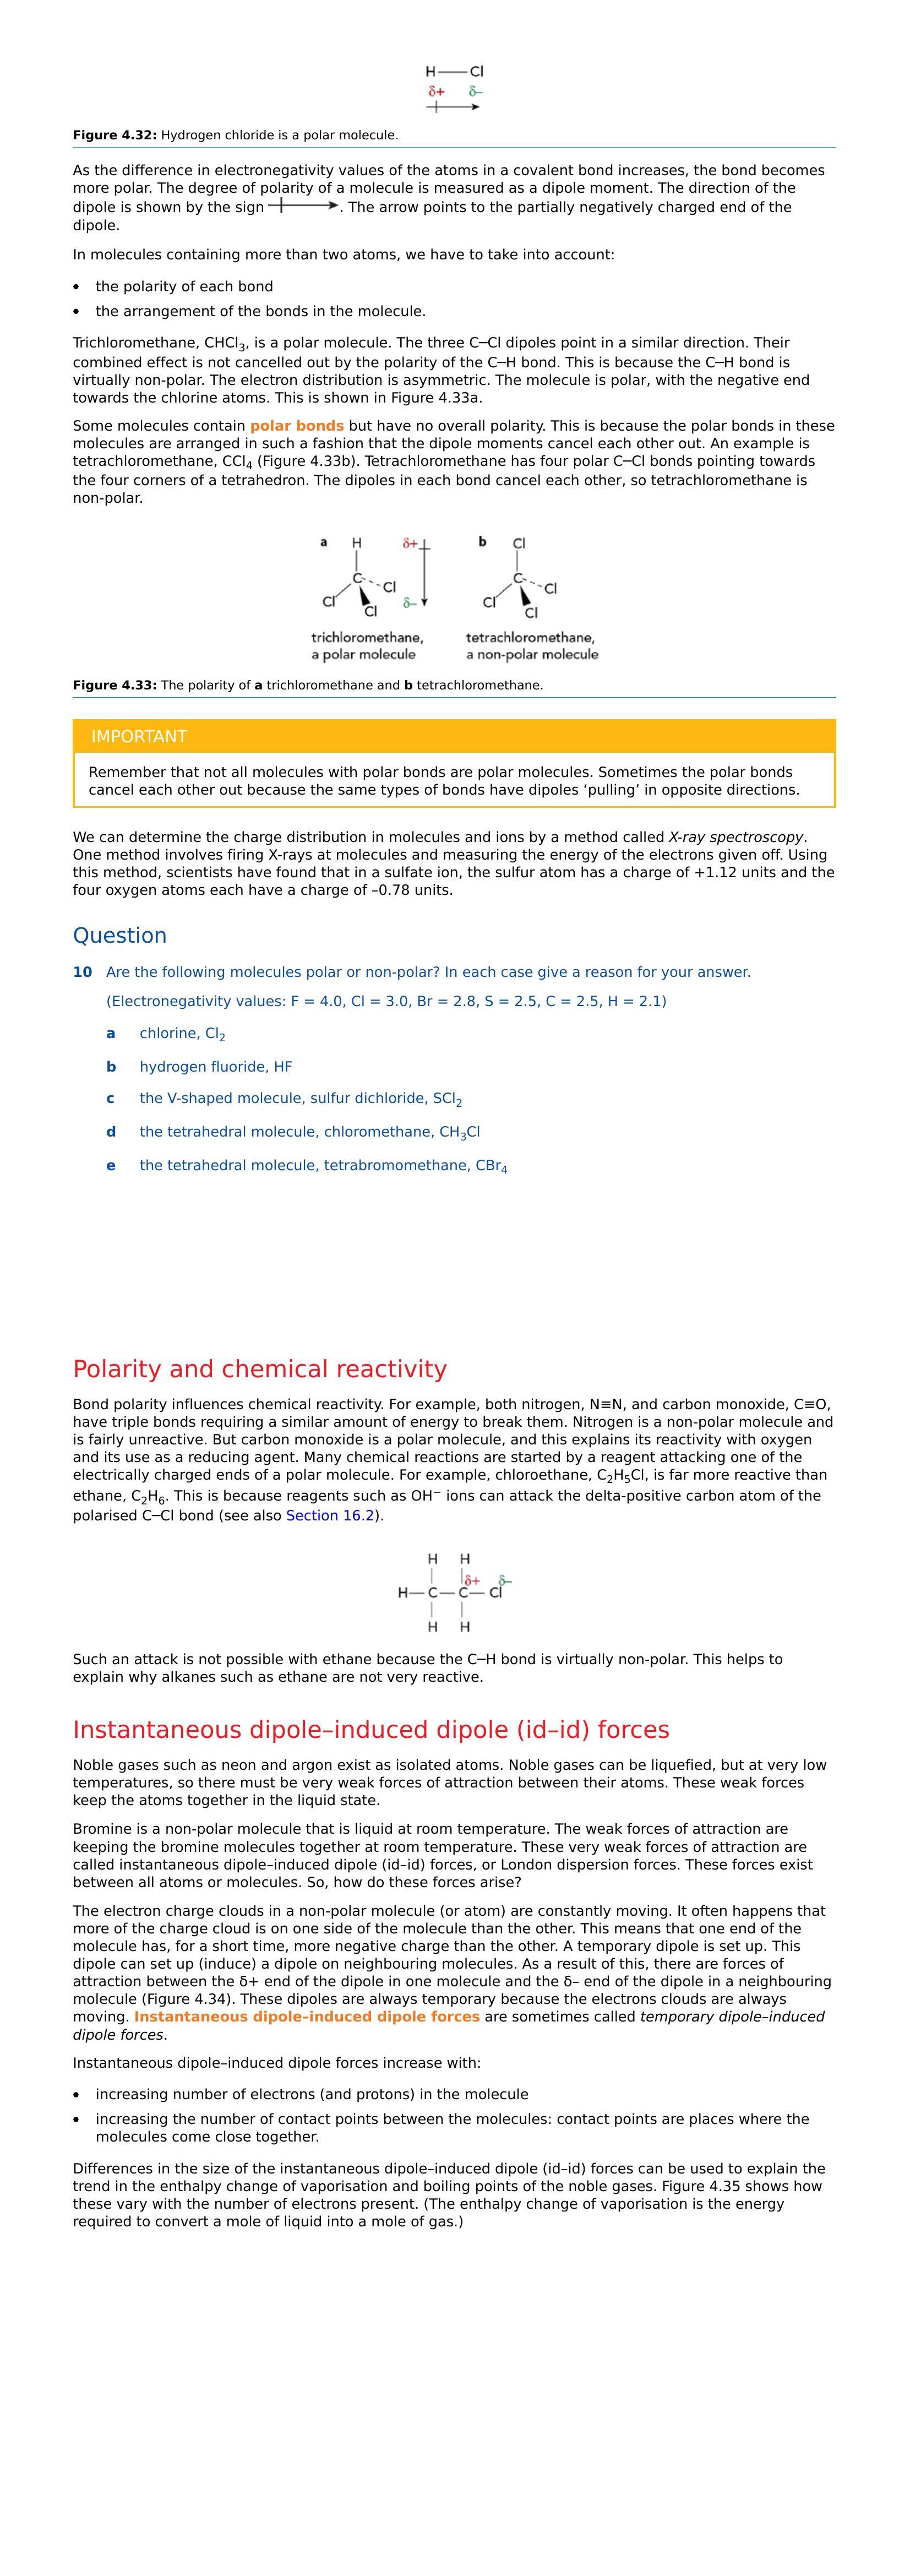 H—Cl
δ+ δ–
Figure 4.32: Hydrogen chloride is a polar molecule.
As the difference in electronegativity values of the atoms in a covalent bond increases, the bond becomes
more polar. The degree of polarity of a molecule is measured as a dipole moment. The direction of the
dipole is shown by the sign . The arrow points to the partially negatively charged end of the
dipole.
In molecules containing more than two atoms, we have to take into account:
• the polarity of each bond
• the arrangement of the bonds in the molecule.
Trichloromethane, CHCl₃, is a polar molecule. The three C─Cl dipoles point in a similar direction. Their
combined effect is not cancelled out by the polarity of the C─H bond. This is because the C─H bond is
virtually non-polar. The electron distribution is asymmetric. The molecule is polar, with the negative end
towards the chlorine atoms. This is shown in Figure 4.33a.
Some molecules contain polar bonds but have no overall polarity. This is because the polar bonds in these
molecules are arranged in such a fashion that the dipole moments cancel each other out. An example is
tetrachloromethane, CCl₄ (Figure 4.33b). Tetrachloromethane has four polar C─Cl bonds pointing towards
the four corners of a tetrahedron. The dipoles in each bond cancel each other, so tetrachloromethane is
non-polar.
a H δ+ b Cl
C Cl C Cl
Cl Cl δ– Cl Cl
trichloromethane, tetrachloromethane,
a polar molecule a non-polar molecule
Figure 4.33: The polarity of a trichloromethane and b tetrachloromethane.
IMPORTANT
Remember that not all molecules with polar bonds are polar molecules. Sometimes the polar bonds
cancel each other out because the same types of bonds have dipoles ‘pulling’ in opposite directions.
We can determine the charge distribution in molecules and ions by a method called X-ray spectroscopy.
One method involves firing X-rays at molecules and measuring the energy of the electrons given off. Using
this method, scientists have found that in a sulfate ion, the sulfur atom has a charge of +1.12 units and the
four oxygen atoms each have a charge of –0.78 units.
Question
10 Are the following molecules polar or non-polar? In each case give a reason for your answer.
(Electronegativity values: F = 4.0, Cl = 3.0, Br = 2.8, S = 2.5, C = 2.5, H = 2.1)
a chlorine, Cl₂
b hydrogen fluoride, HF
c the V-shaped molecule, sulfur dichloride, SCl₂
d the tetrahedral molecule, chloromethane, CH₃Cl
e the tetrahedral molecule, tetrabromomethane, CBr₄
Polarity and chemical reactivity
Bond polarity influences chemical reactivity. For example, both nitrogen, N≡N, and carbon monoxide, C≡O,
have triple bonds requiring a similar amount of energy to break them. Nitrogen is a non-polar molecule and
is fairly unreactive. But carbon monoxide is a polar molecule, and this explains its reactivity with oxygen
and its use as a reducing agent. Many chemical reactions are started by a reagent attacking one of the
electrically charged ends of a polar molecule. For example, chloroethane, C₂H₅Cl, is far more reactive than
ethane, C₂H₆. This is because reagents such as OH⁻ ions can attack the delta-positive carbon atom of the
polarised C─Cl bond (see also Section 16.2).
H H
δ+ δ–
H—C—C—Cl
H H
Such an attack is not possible with ethane because the C─H bond is virtually non-polar. This helps to
explain why alkanes such as ethane are not very reactive.
Instantaneous dipole–induced dipole (id–id) forces
Noble gases such as neon and argon exist as isolated atoms. Noble gases can be liquefied, but at very low
temperatures, so there must be very weak forces of attraction between their atoms. These weak forces
keep the atoms together in the liquid state.
Bromine is a non-polar molecule that is liquid at room temperature. The weak forces of attraction are
keeping the bromine molecules together at room temperature. These very weak forces of attraction are
called instantaneous dipole–induced dipole (id–id) forces, or London dispersion forces. These forces exist
between all atoms or molecules. So, how do these forces arise?
The electron charge clouds in a non-polar molecule (or atom) are constantly moving. It often happens that
more of the charge cloud is on one side of the molecule than the other. This means that one end of the
molecule has, for a short time, more negative charge than the other. A temporary dipole is set up. This
dipole can set up (induce) a dipole on neighbouring molecules. As a result of this, there are forces of
attraction between the δ+ end of the dipole in one molecule and the δ– end of the dipole in a neighbouring
molecule (Figure 4.34). These dipoles are always temporary because the electrons clouds are always
moving. Instantaneous dipole–induced dipole forces are sometimes called temporary dipole–induced
dipole forces.
Instantaneous dipole–induced dipole forces increase with:
• increasing number of electrons (and protons) in the molecule
• increasing the number of contact points between the molecules: contact points are places where the
molecules come close together.
Differences in the size of the instantaneous dipole–induced dipole (id–id) forces can be used to explain the
trend in the enthalpy change of vaporisation and boiling points of the noble gases. Figure 4.35 shows how
these vary with the number of electrons present. (The enthalpy change of vaporisation is the energy
required to convert a mole of liquid into a mole of gas.)